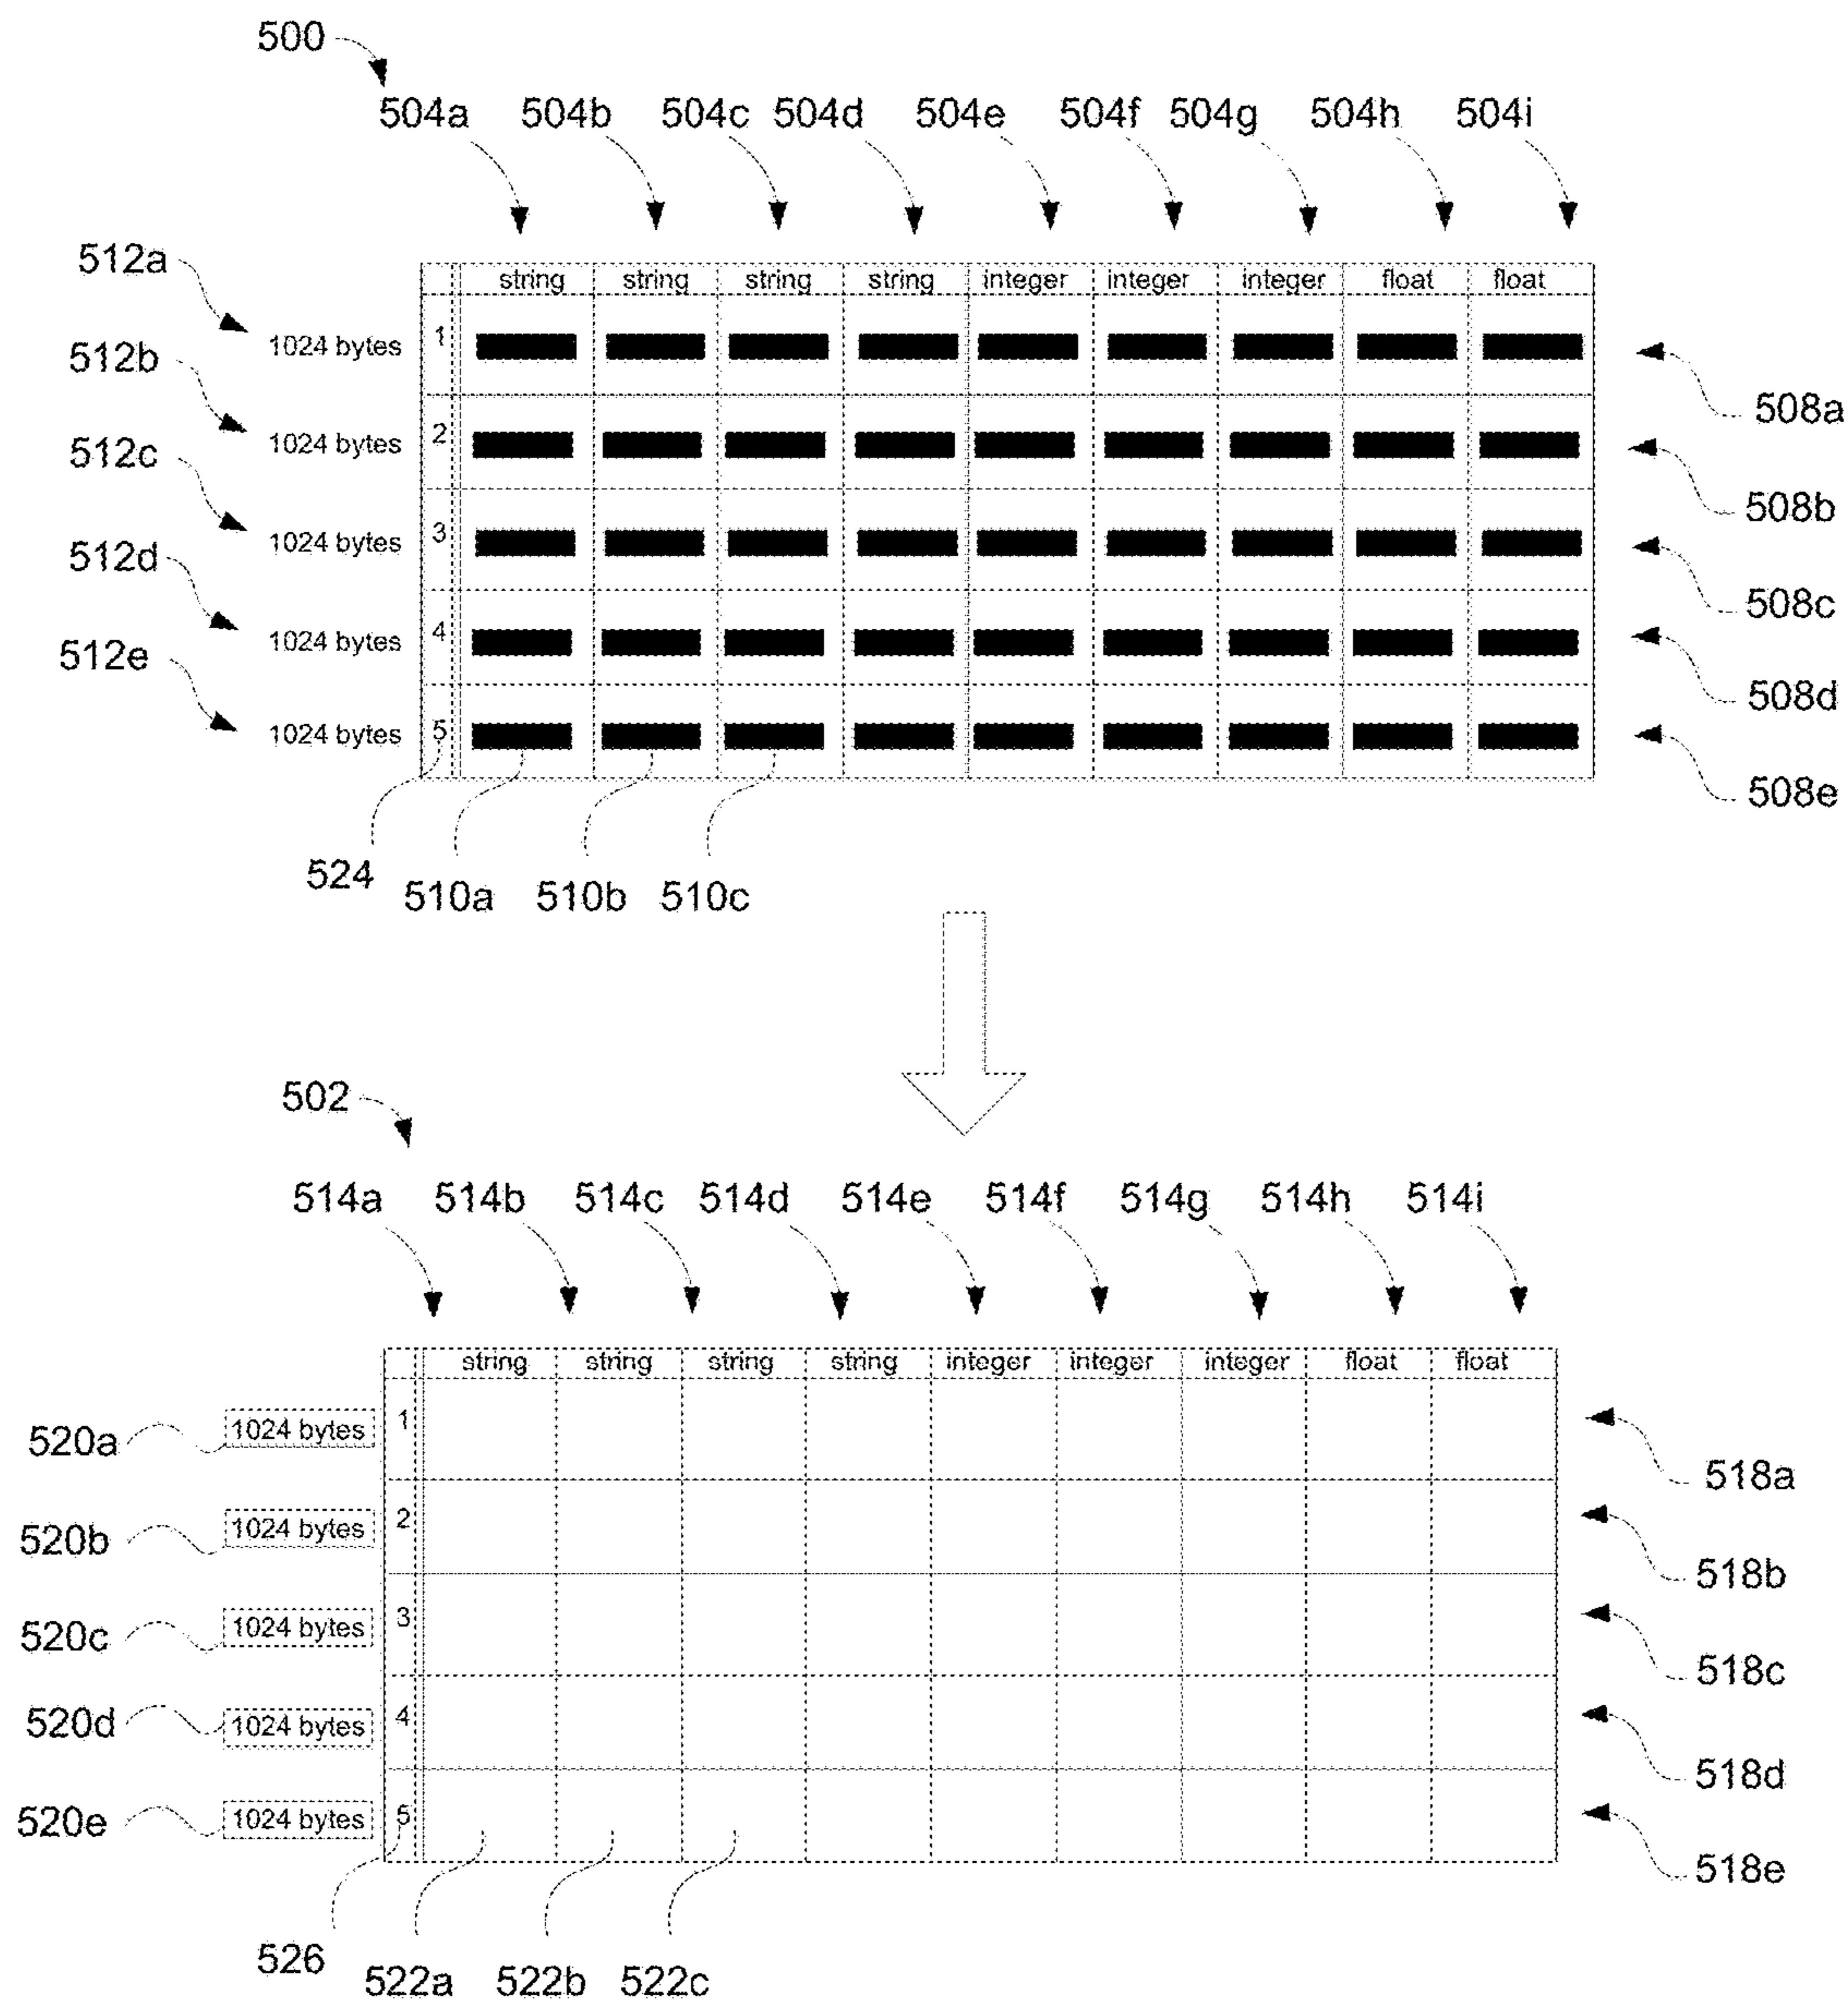 500
504a 504b 504c 504d 504e 504f 504g 504h 504i
512a
string string string string integer integer integer float float
1024 bytes 1
512b
508a
1024 bytes 2
512c
508b
1024 bytes 3
512d
508c
1024 bytes 4
512e
508d
1024 bytes 5
508e
524 510a 510b 510c
502
514a 514b 514c 514d 514e 514f 514g 514h 514i
string string string string integer integer integer float float
520a 1024 bytes 1
518a
520b 1024 bytes 2
518b
520c 1024 bytes 3
518c
520d 1024 bytes 4
518d
520e 1024 bytes 5
518e
526 522a 522b 522c